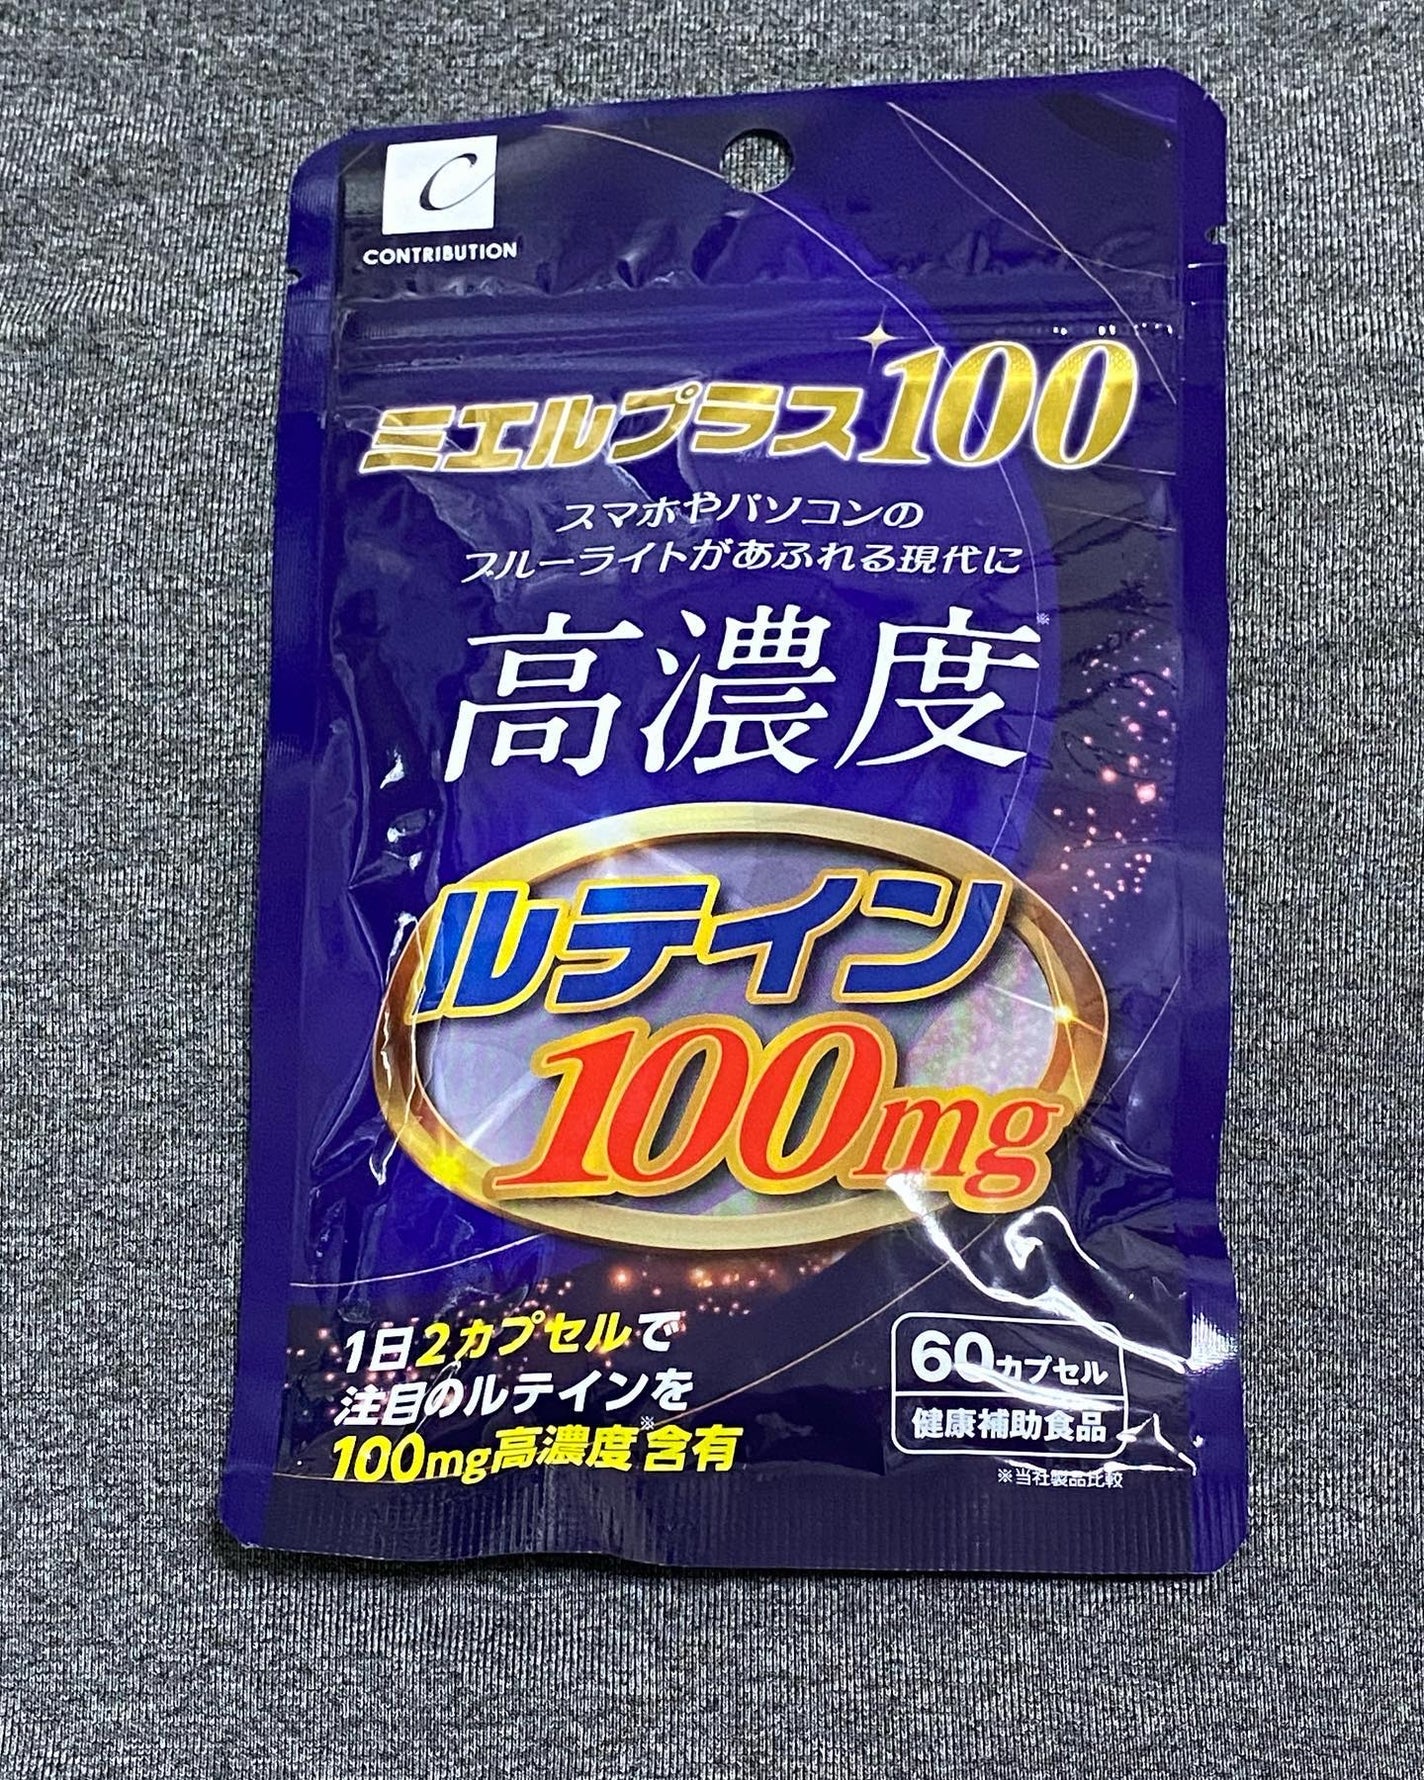 C
CONTRIBUTION
ミエルプラス100
スマホやパソコンの
ブルーライトがあふれる現代に
高濃度※
ルテイン
100mg
1日2カプセルで
注目のルテインを
100mg高濃度※含有
60カプセル
健康補助食品
※当社製品比較